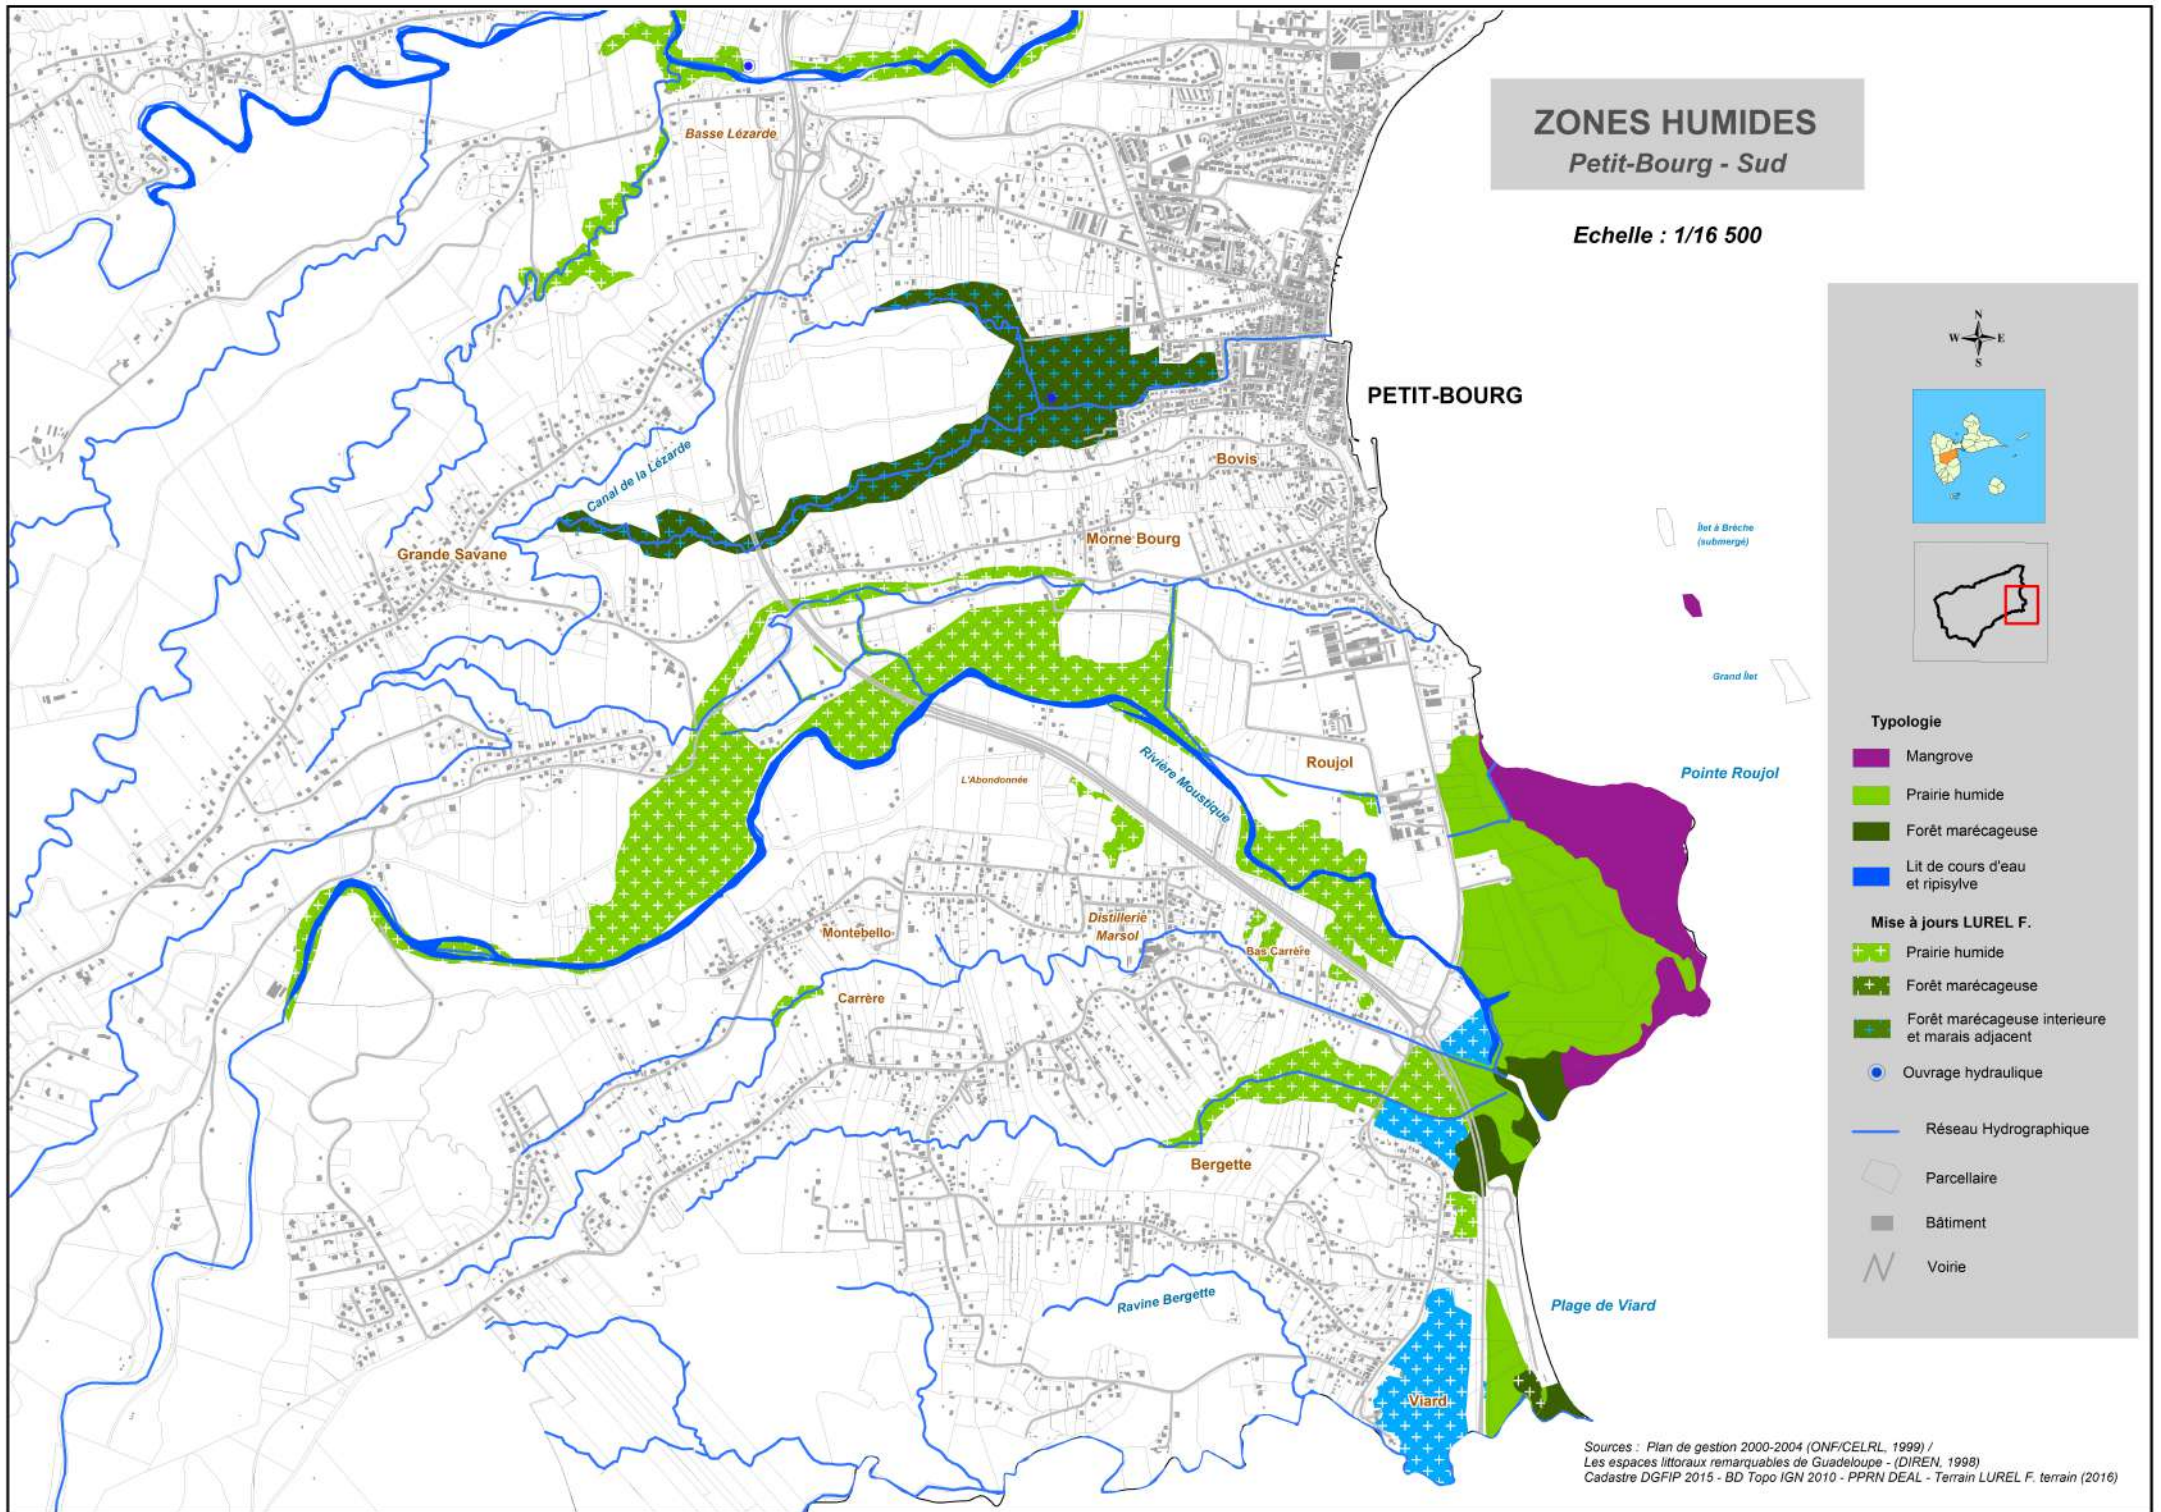 ZONES HUMIDES
Petit-Bourg - Sud
Echelle : 1/16 500
Basse Lézarde
PETIT-BOURG
Canal de la Lézarde
Bovis
Grande Savane
Morne Bourg
Îlet à Brèche
(submergé)
Grand Îlet
L'Abondonnée
Rivière Moustique
Roujol
Pointe Roujol
Montebello
Distillerie
Marsol
Bas Carrère
Carrère
Bergette
Ravine Bergette
Plage de Viard
Viard
N
W
E
S
Typologie
Mangrove
Prairie humide
Forêt marécageuse
Lit de cours d'eau
et ripisylve
Mise à jours LUREL F.
Prairie humide
Forêt marécageuse
Forêt marécageuse interieure
et marais adjacent
Ouvrage hydraulique
Réseau Hydrographique
Parcellaire
Bâtiment
Voirie
Sources : Plan de gestion 2000-2004 (ONF/CELRL, 1999) /
Les espaces littoraux remarquables de Guadeloupe - (DIREN, 1998)
Cadastre DGFIP 2015 - BD Topo IGN 2010 - PPRN DEAL - Terrain LUREL F. terrain (2016)